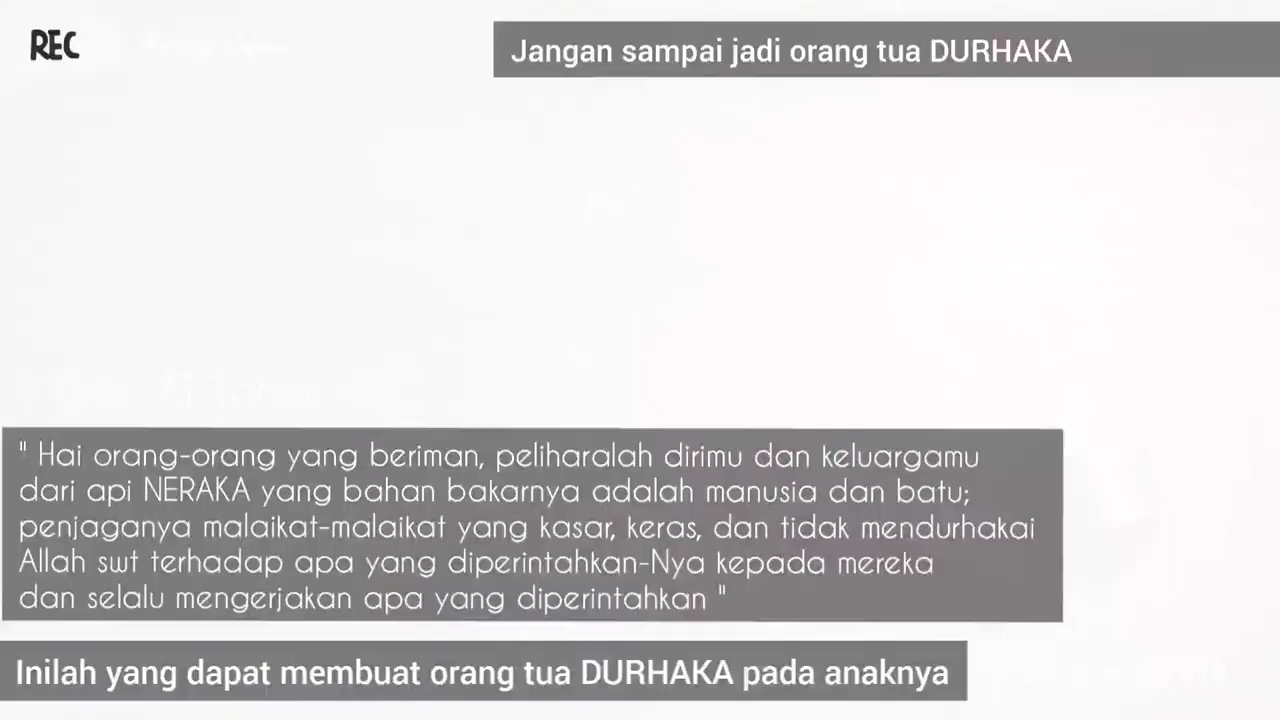 REC
Jangan sampai jadi orang tua DURHAKA
" Hai orang-orang yang beriman, peliharalah dirimu dan keluargamu
dari api NERAKA yang bahan bakarnya adalah manusia dan batu;
penjaganya malaikat-malaikat yang kasar, keras, dan tidak mendurhakai
Allah swt terhadap apa yang diperintahkan-Nya kepada mereka
dan selalu mengerjakan apa yang diperintahkan "
Inilah yang dapat membuat orang tua DURHAKA pada anaknya